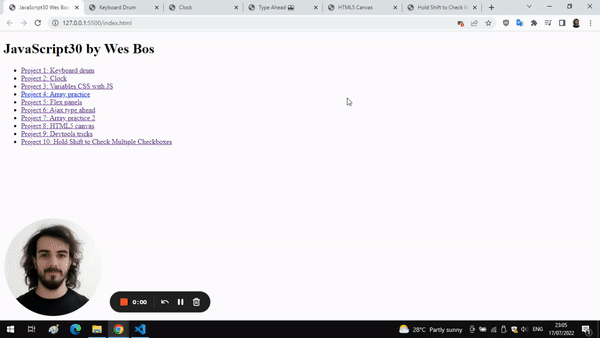 JavaScript30 Wes Bos
Keyboard Drum
Clock
Type Ahead
HTML5 Canvas
Hold Shift to Check
127.0.0.1:5500/index.html
JavaScript30 by Wes Bos
Project 1: Keyboard drum
Project 2: Clock
Project 3: Variables CSS with JS
Project 4: Array practice
Project 5: Flex panels
Project 6: Ajax type ahead
Project 7: Array practice 2
Project 8: HTML5 canvas
Project 9: Devtools tricks
Project 10: Hold Shift to Check Multiple Checkboxes
0:00
28°C Partly sunny
ENG
23:05
17/07/2022